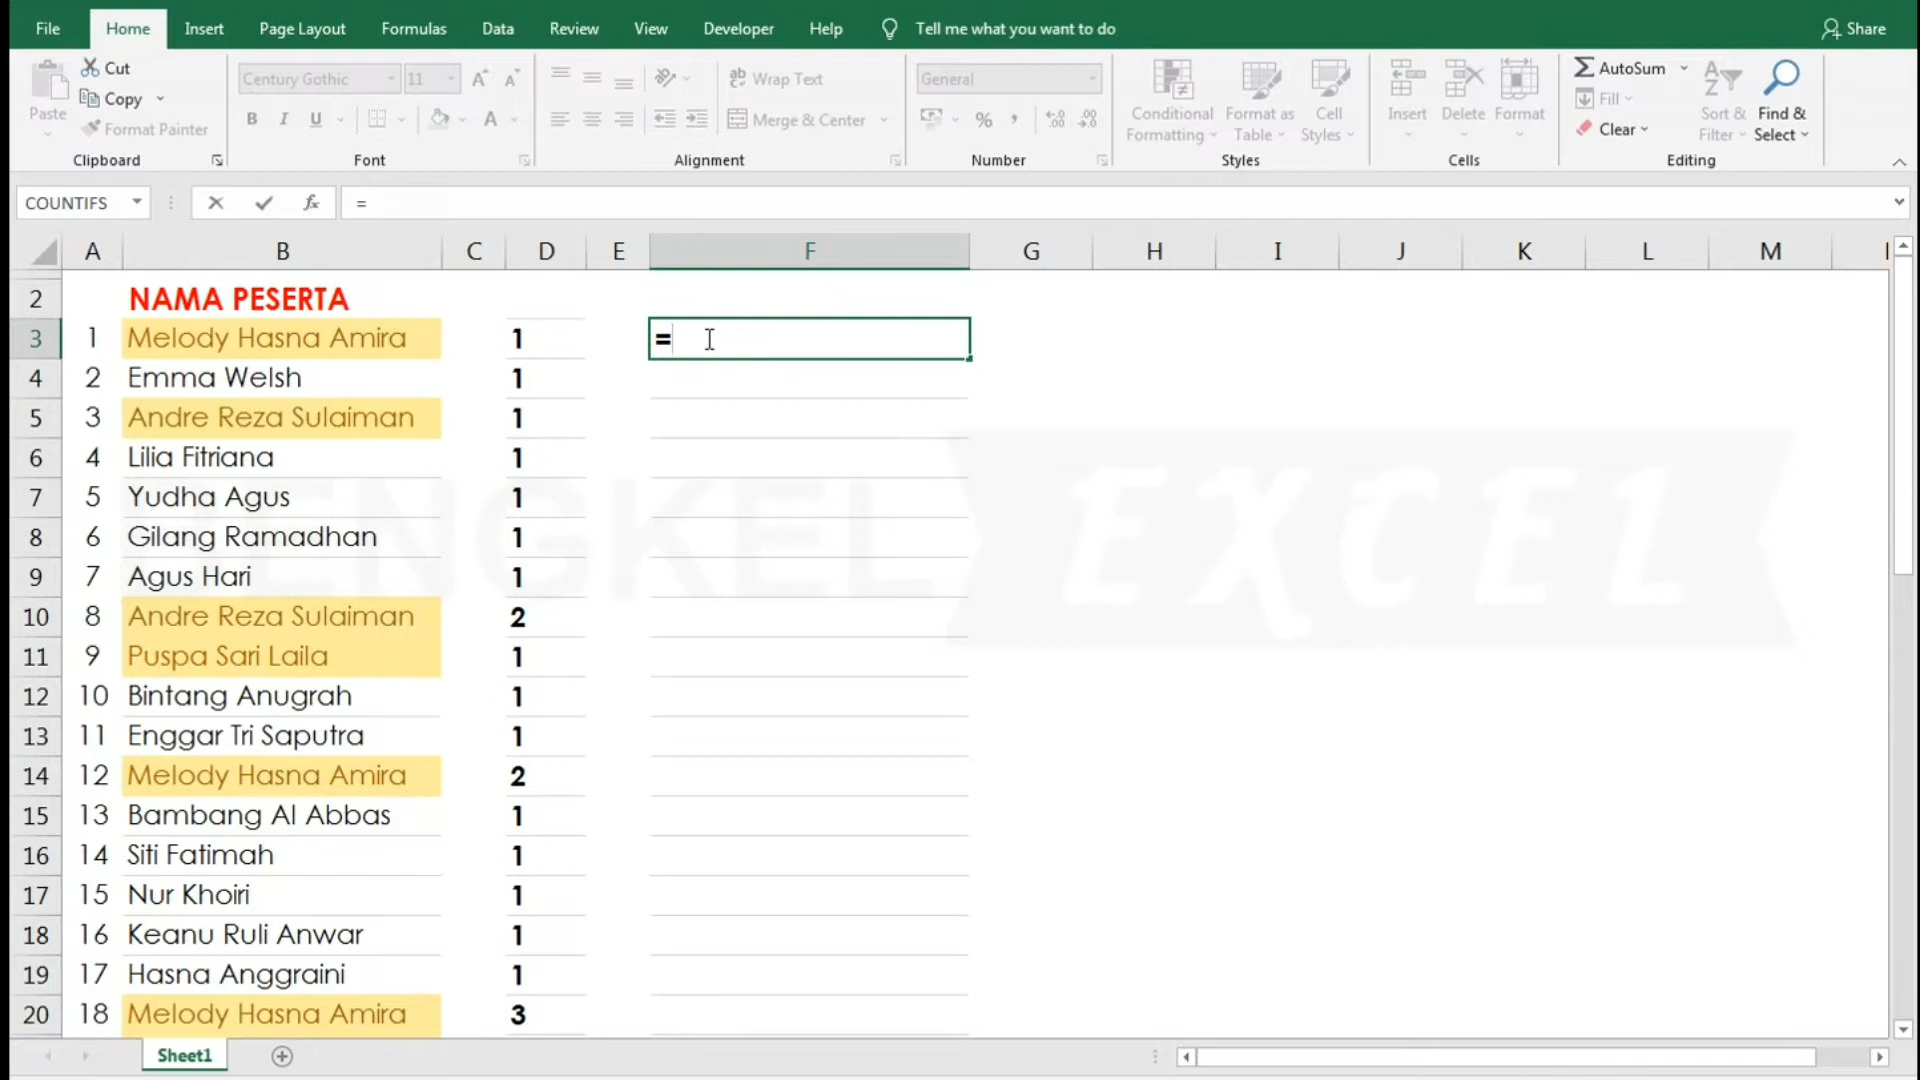 File Home Insert Page Layout Formulas Data Review View Developer Help Tell me what you want to do Share
Paste Cut Copy Format Painter Clipboard
Century Gothic 11 A A B I U A Font
ab Wrap Text Merge & Center Alignment
General % , Number
Conditional Formatting Format as Table Cell Styles Styles
Insert Delete Format Cells
AutoSum Fill Clear Sort & Filter Find & Select Editing
COUNTIFS fx =
A B C D E F G H I J K L M
2 NAMA PESERTA
3 1 Melody Hasna Amira 1 =
4 2 Emma Welsh 1
5 3 Andre Reza Sulaiman 1
6 4 Lilia Fitriana 1
7 5 Yudha Agus 1
8 6 Gilang Ramadhan 1
9 7 Agus Hari 1
10 8 Andre Reza Sulaiman 2
11 9 Puspa Sari Laila 1
12 10 Bintang Anugrah 1
13 11 Enggar Tri Saputra 1
14 12 Melody Hasna Amira 2
15 13 Bambang Al Abbas 1
16 14 Siti Fatimah 1
17 15 Nur Khoiri 1
18 16 Keanu Ruli Anwar 1
19 17 Hasna Anggraini 1
20 18 Melody Hasna Amira 3
EXCEL
Sheet1